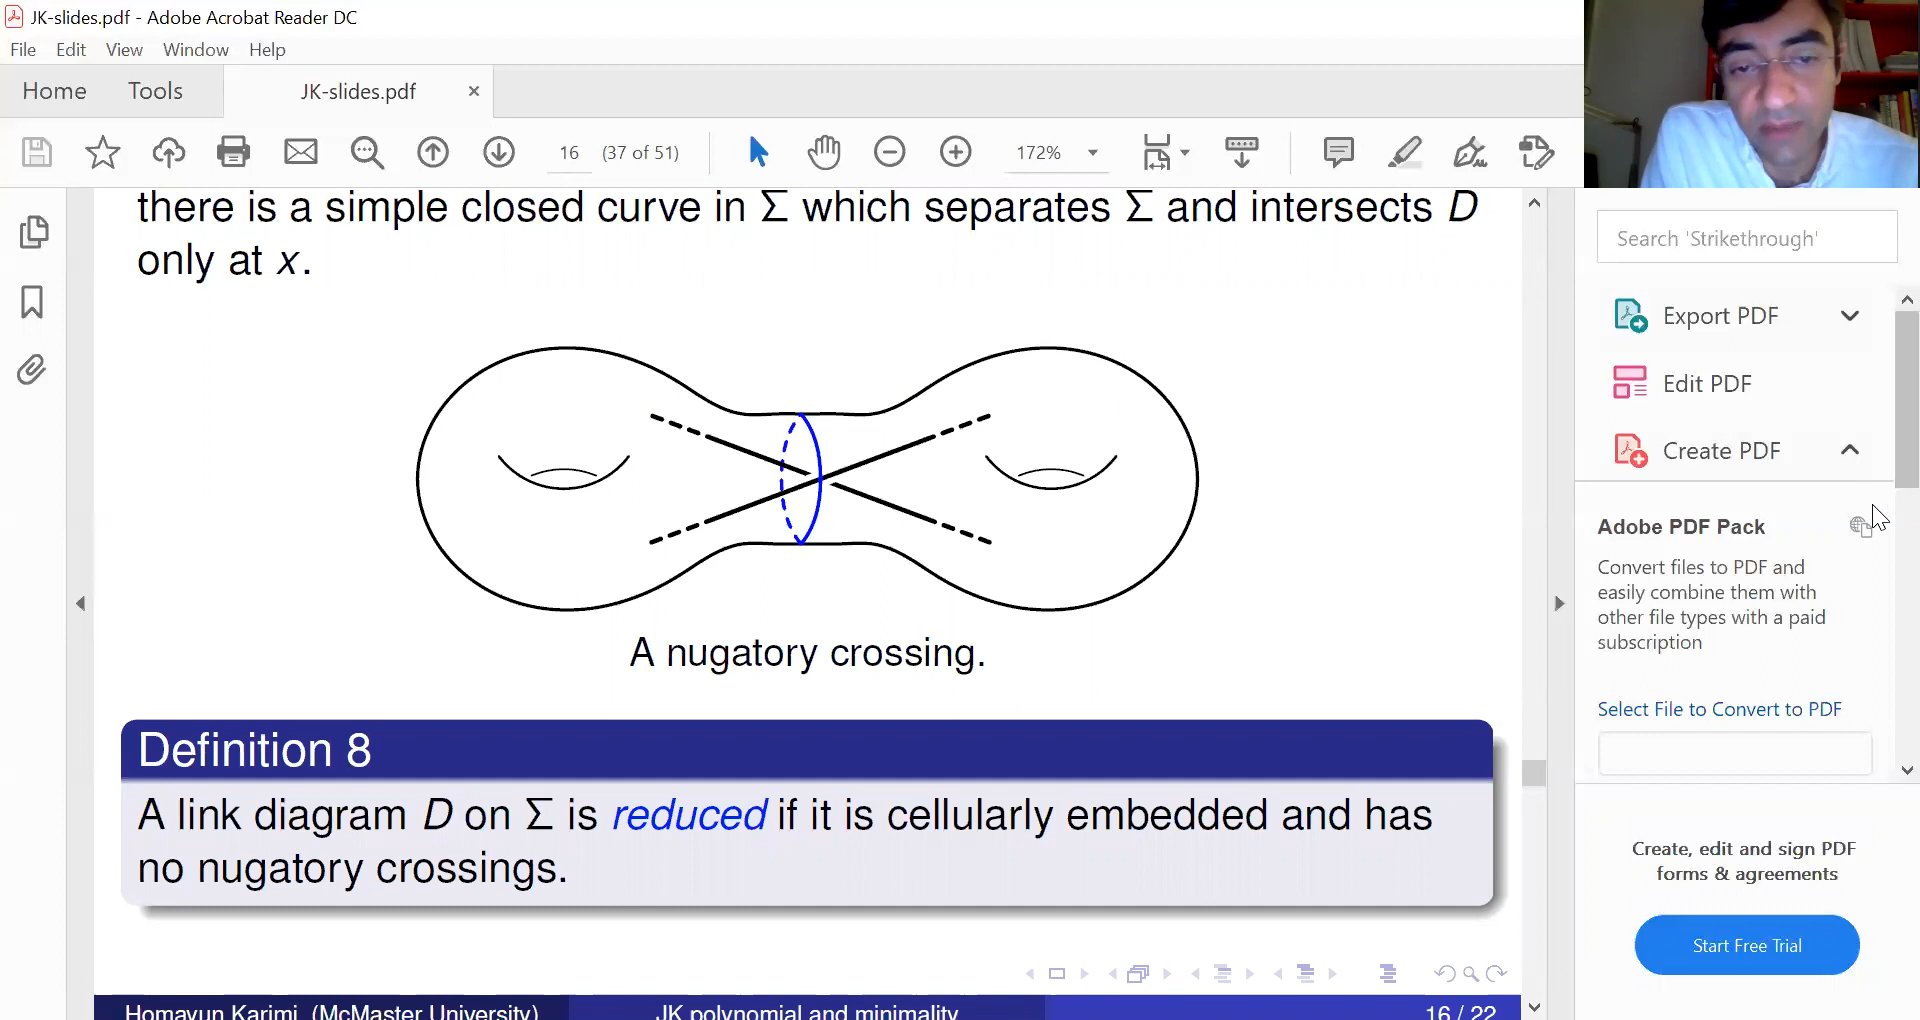 JK-slides.pdf - Adobe Acrobat Reader DC
File Edit View Window Help
Home Tools JK-slides.pdf ×
16 (37 of 51) 172%
there is a simple closed curve in Σ which separates Σ and intersects D
only at x.
A nugatory crossing.
Definition 8
A link diagram D on Σ is reduced if it is cellularly embedded and has
no nugatory crossings.
Homayun Karimi (McMaster University) JK polynomial and minimality 16 / 22
Search 'Strikethrough'
Export PDF
Edit PDF
Create PDF
Adobe PDF Pack
Convert files to PDF and
easily combine them with
other file types with a paid
subscription
Select File to Convert to PDF
Create, edit and sign PDF
forms & agreements
Start Free Trial